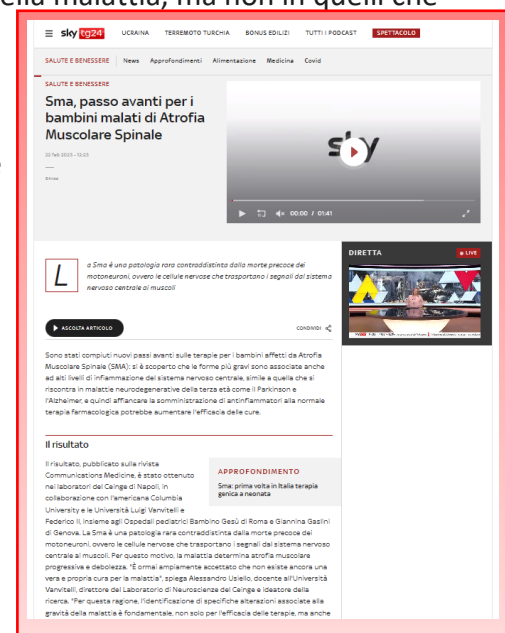 ella malattia, ma non in quelli che
sky tg24 UCRAINA TERREMOTO TURCHIA BONUS EDILIZI TUTTI I PODCAST SPETTACOLO
SALUTE E BENESSERE News Approfondimenti Alimentazione Medicina Covid
SALUTE E BENESSERE
Sma, passo avanti per i
bambini malati di Atrofia
Muscolare Spinale
22 feb 2023 - 13:23
sky
00:00 / 01:41
La Sma è una patologia rara contraddistinta dalla morte precoce dei
motoneuroni, ovvero le cellule nervose che trasportano i segnali dal sistema
nervoso centrale ai muscoli
DIRETTA LIVE
ASCOLTA ARTICOLO CONDIVIDI
Sono stati compiuti nuovi passi avanti sulle terapie per i bambini affetti da Atrofia
Muscolare Spinale (SMA): si è scoperto che le forme più gravi sono associate anche
ad alti livelli di infiammazione del sistema nervoso centrale, simile a quella che si
riscontra in malattie neurodegenerative della terza età come il Parkinson e
l'Alzheimer, e quindi affiancare la somministrazione di antinfiammatori alla normale
terapia farmacologica potrebbe aumentare l'efficacia delle cure.
Il risultato
Il risultato, pubblicato sulla rivista
Communications Medicine, è stato ottenuto
nei laboratori del Ceinge di Napoli, in
collaborazione con l'americana Columbia
University e le Università Luigi Vanvitelli e
APPROFONDIMENTO
Sma: prima volta in Italia terapia
genica a neonata
Federico II, insieme agli Ospedali pediatrici Bambino Gesù di Roma e Giannina Gaslini
di Genova. La Sma è una patologia rara contraddistinta dalla morte precoce dei
motoneuroni, ovvero le cellule nervose che trasportano i segnali dal sistema nervoso
centrale ai muscoli. Per questo motivo, la malattia determina atrofia muscolare
progressiva e debolezza. "È ormai ampiamente accettato che non esiste ancora una
vera e propria cura per la malattia", spiega Alessandro Usiello, docente all'Università
Vanvitelli, direttore del Laboratorio di Neuroscienze del Ceinge e ideatore della
ricerca. "Per questa ragione, l'identificazione di specifiche alterazioni associate alla
gravità della malattia è fondamentale, non solo per l'efficacia delle terapie, ma anche